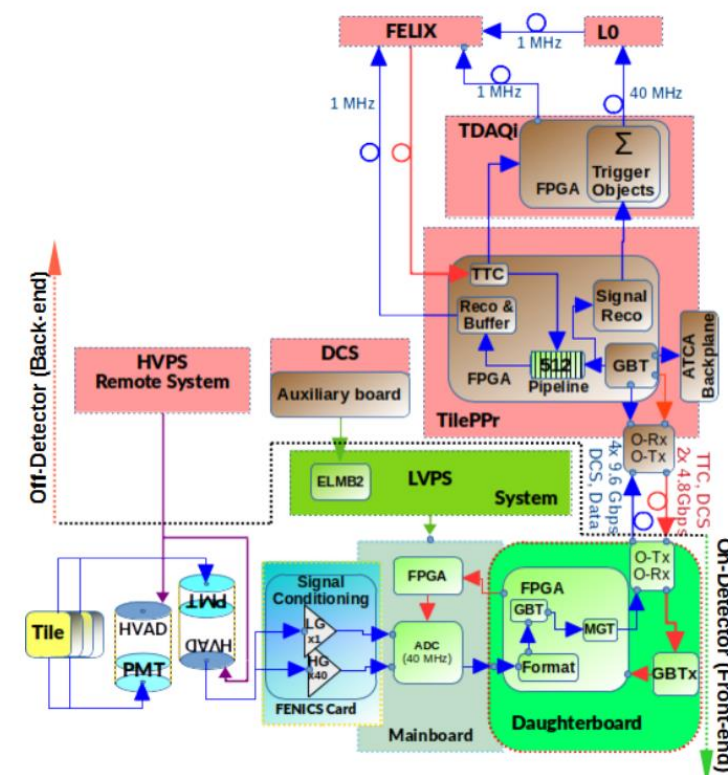 FELIX
L0
1 MHz
1 MHz
1 MHz
40 MHz
TDAQi
Σ
Trigger
Objects
FPGA
TTC
Signal
Reco
Reco &
Buffer
512
Pipeline
GBT
FPGA
TilePPr
ATCA
Backplane
Off-Detector (Back-end)
HVPS
Remote System
DCS
Auxiliary board
O-Rx
O-Tx
4x 9.6 Gbps
DCS, Data
TTC, DCS
2x 4.8Gbps
ELMB2
LVPS
System
On-Detector (Front-end)
Tile
HVAD
PMT
PMT
HVAD
Signal
Conditioning
LG
x1
HG
x40
FENICS Card
FPGA
ADC
(40 MHz)
Mainboard
FPGA
GBT
MGT
Format
O-Tx
O-Rx
GBTx
Daughterboard